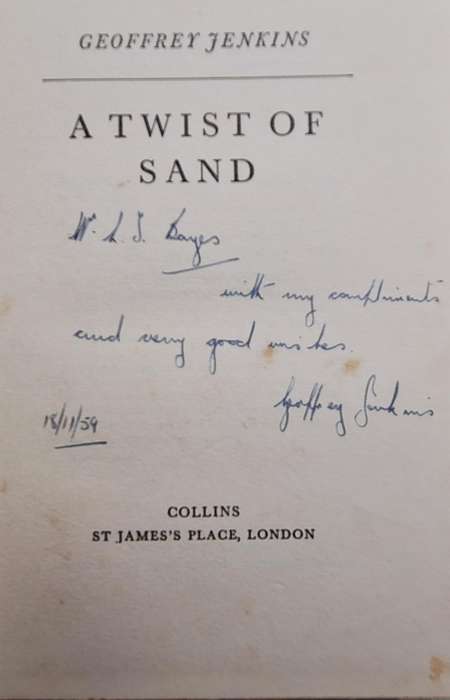 GEOFFREY JENKINS
A TWIST OF
SAND
L. J. Bayes
with my compliments
and very good wishes.
Geoffrey Jenkins
18/11/59
COLLINS
ST JAMES'S PLACE, LONDON